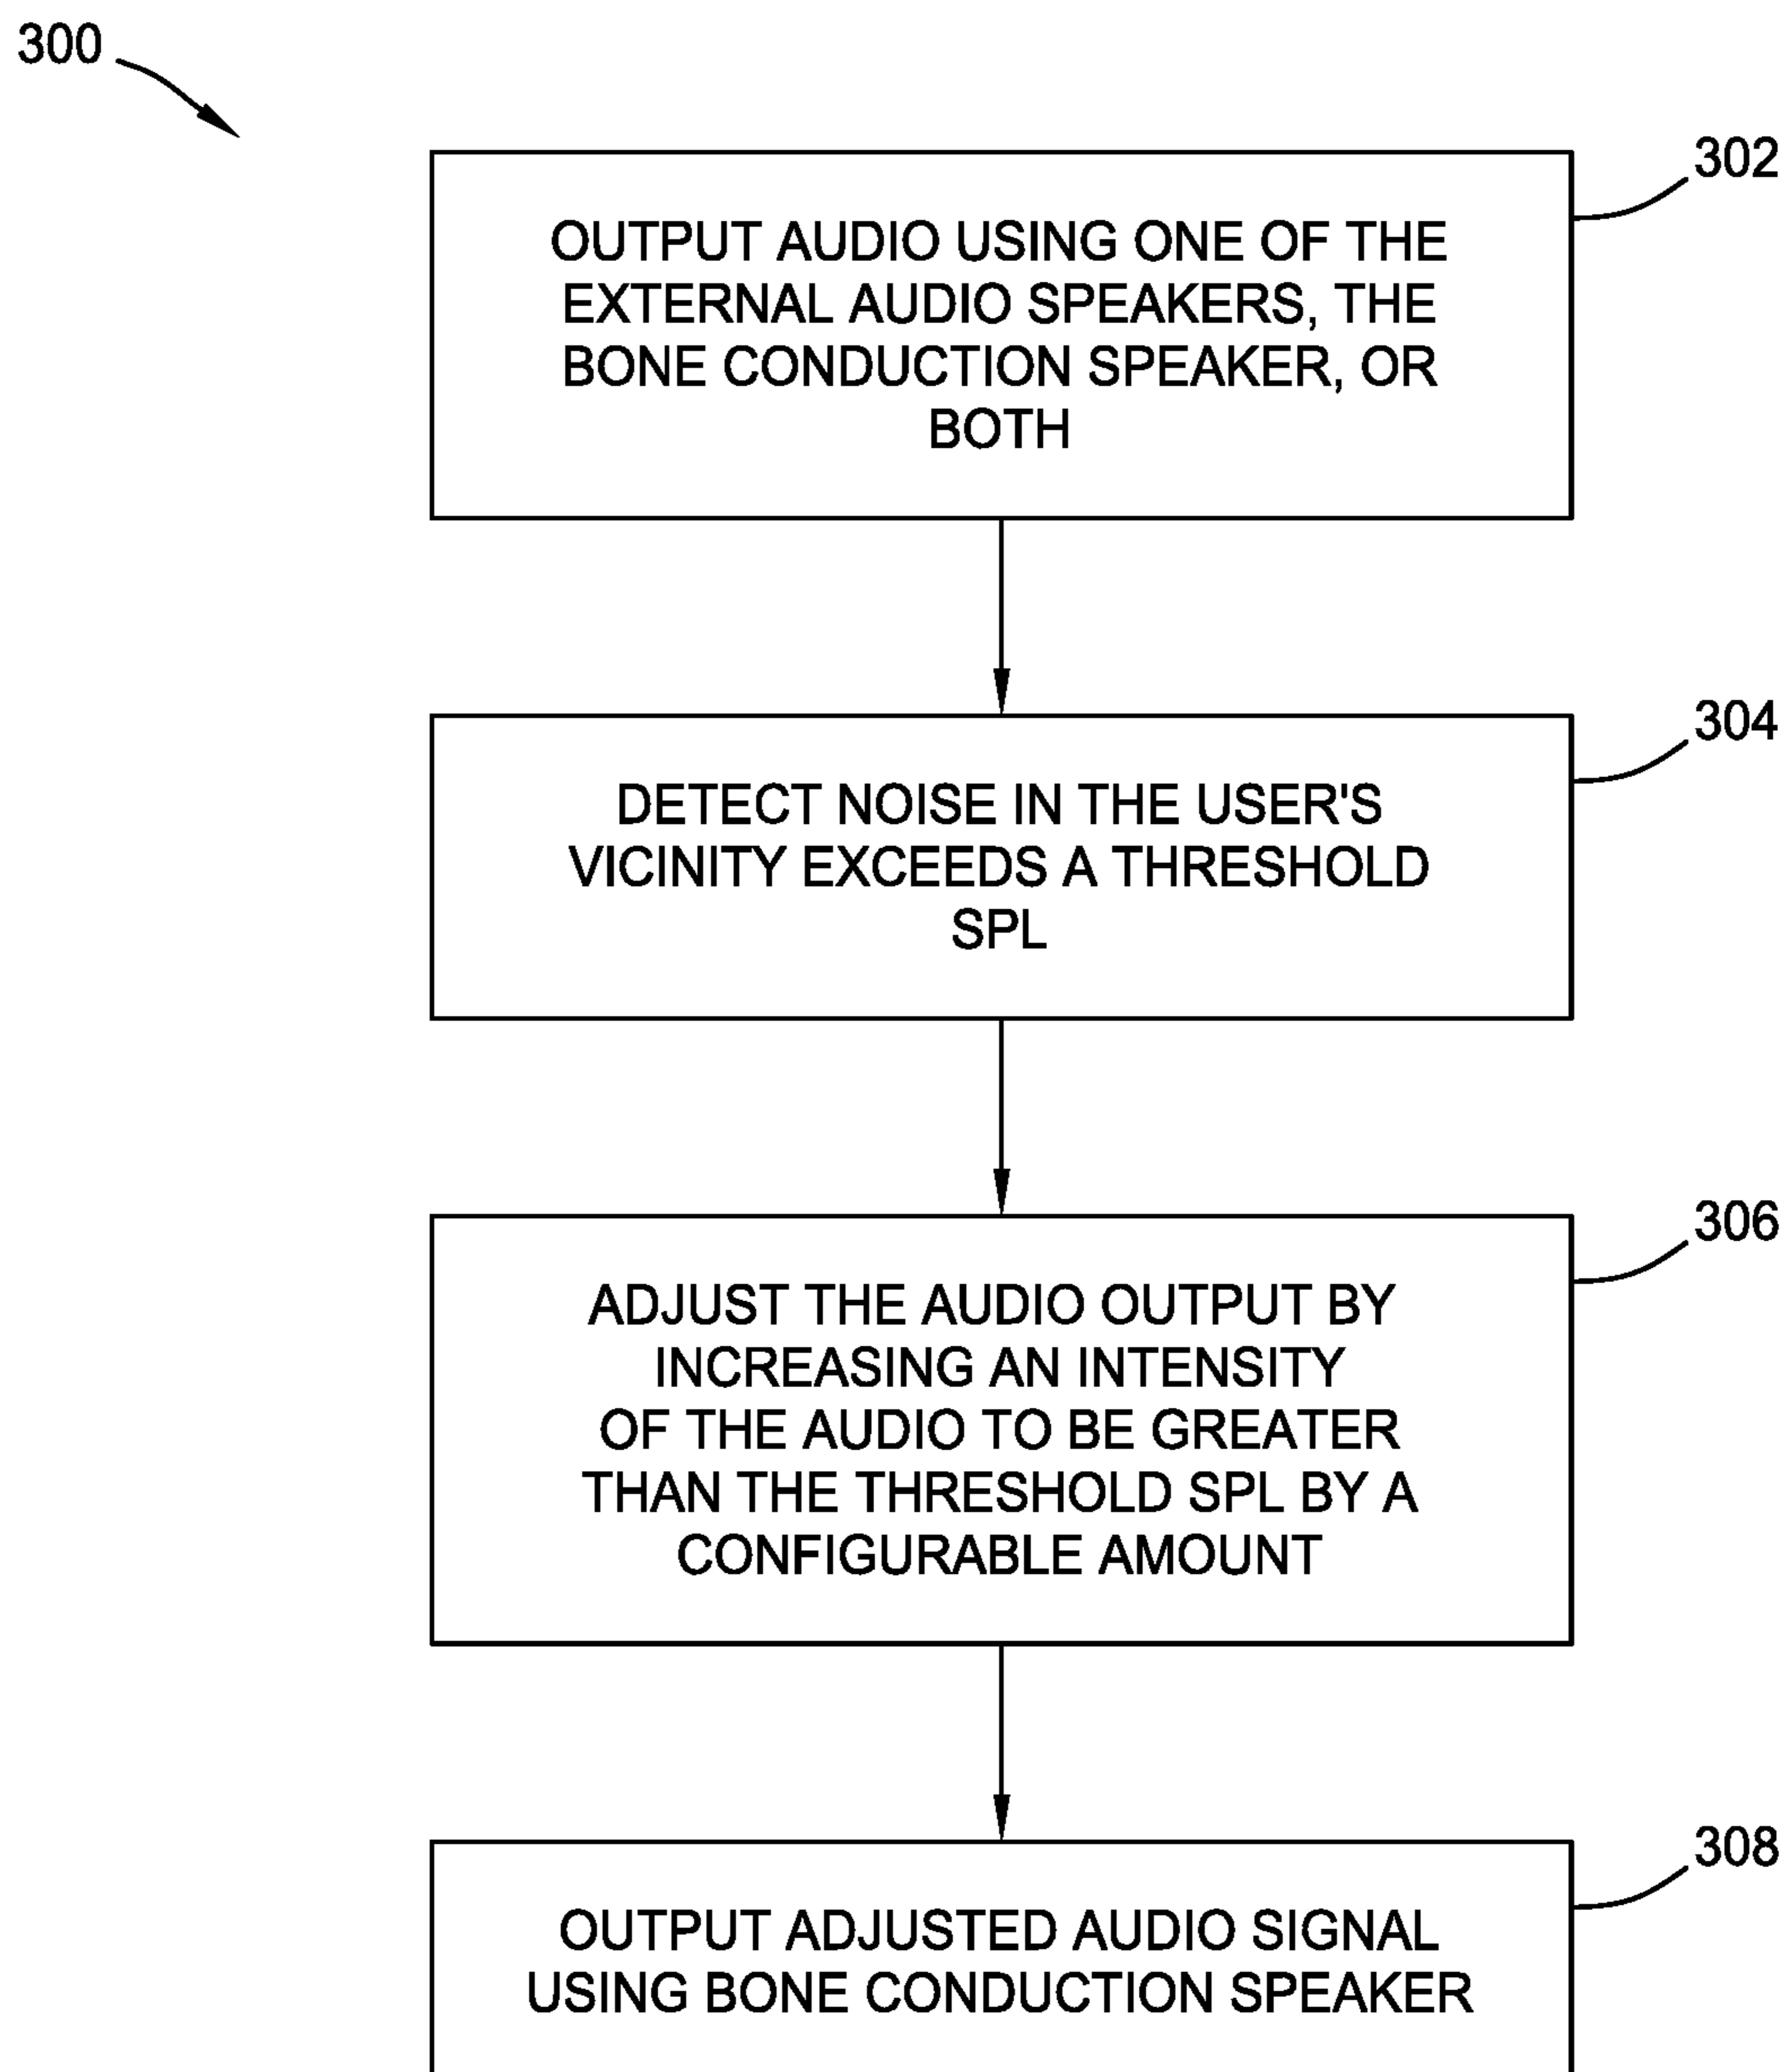 300
302
OUTPUT AUDIO USING ONE OF THE
EXTERNAL AUDIO SPEAKERS, THE
BONE CONDUCTION SPEAKER, OR
BOTH
304
DETECT NOISE IN THE USER'S
VICINITY EXCEEDS A THRESHOLD
SPL
306
ADJUST THE AUDIO OUTPUT BY
INCREASING AN INTENSITY
OF THE AUDIO TO BE GREATER
THAN THE THRESHOLD SPL BY A
CONFIGURABLE AMOUNT
308
OUTPUT ADJUSTED AUDIO SIGNAL
USING BONE CONDUCTION SPEAKER